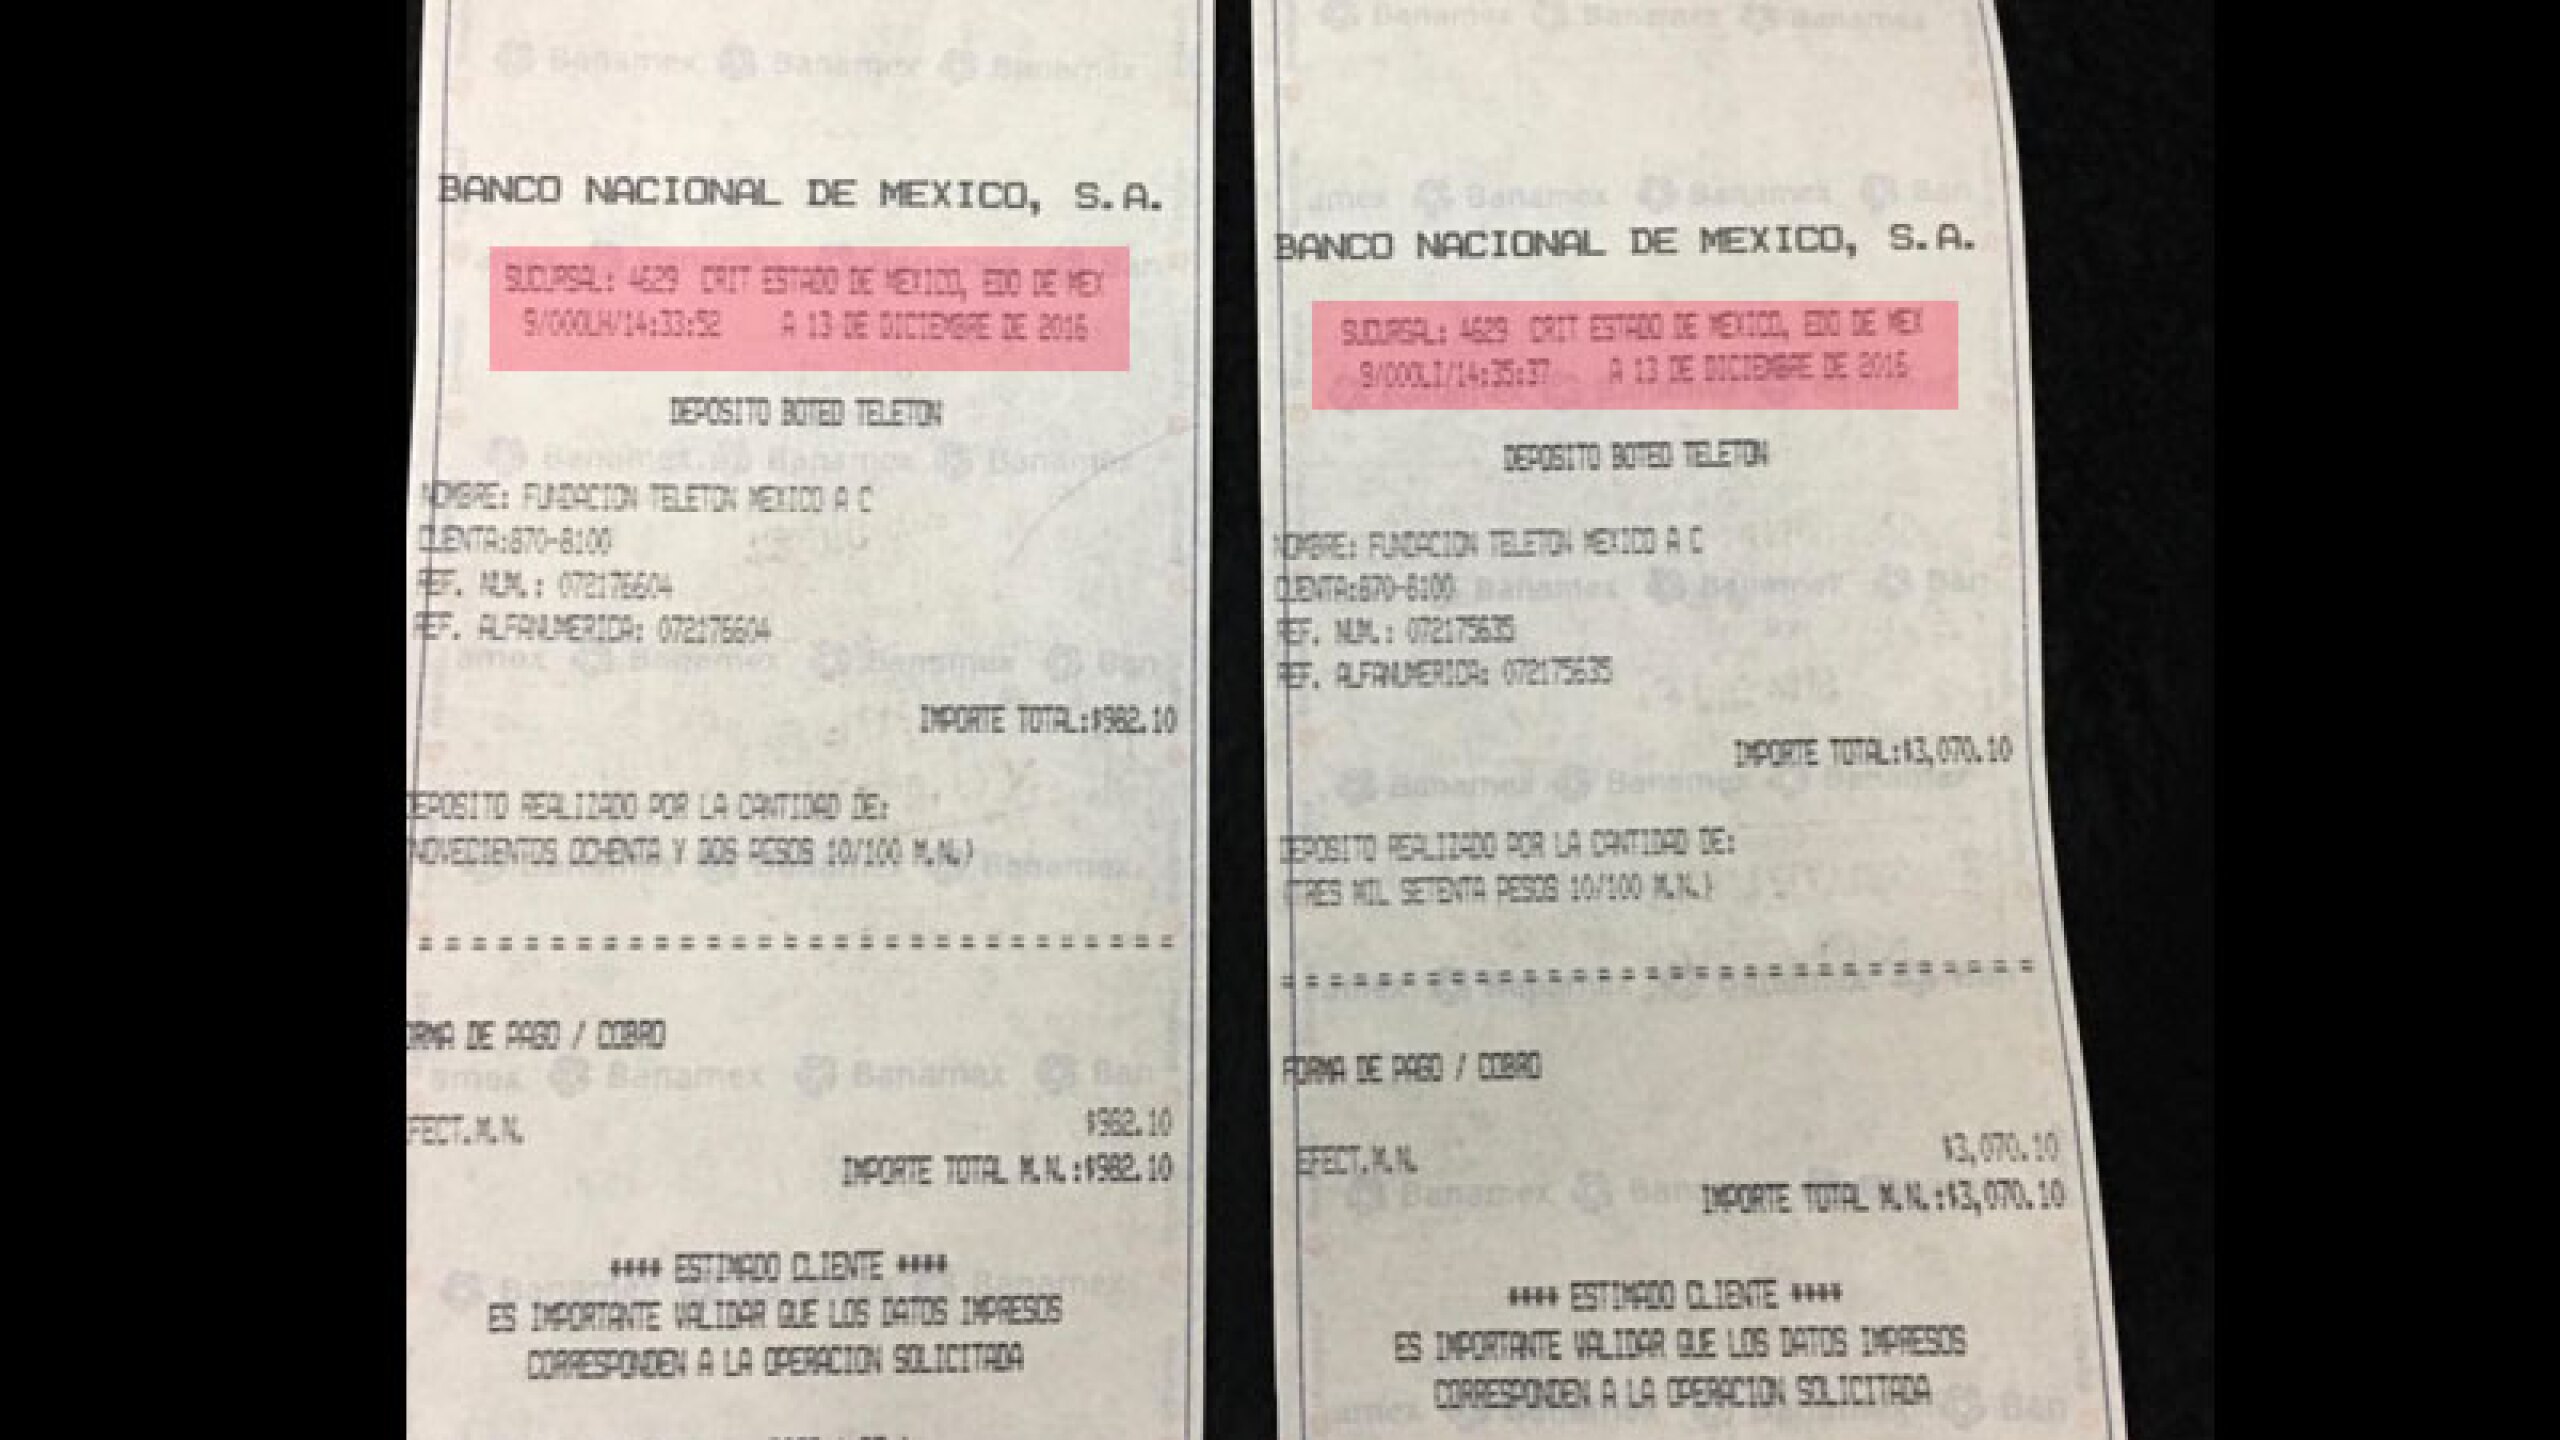 BANCO NACIONAL DE MEXICO, S.A.
SUCURSAL: 4629 CRIT ESTADO DE MEXICO, EDO DE MEX
9/000LH/14:33:52 A 13 DE DICIEMBRE DE 2016
DEPOSITO BOTEO TELETON
NOMBRE: FUNDACION TELETON MEXICO A C
CUENTA:870-8100
REF. NUM.: 072176604
REF. ALFANUMERICA: 072176604
IMPORTE TOTAL:$982.10
DEPOSITO REALIZADO POR LA CANTIDAD DE:
(NOVECIENTOS OCHENTA Y DOS PESOS 10/100 M.N.)
ORMA DE PAGO / COBRO
EFECT.M.N. $982.10
IMPORTE TOTAL M.N.:$982.10
**** ESTIMADO CLIENTE ****
ES IMPORTANTE VALIDAR QUE LOS DATOS IMPRESOS
CORRESPONDEN A LA OPERACION SOLICITADA
BANCO NACIONAL DE MEXICO, S.A.
SUCURSAL: 4629 CRIT ESTADO DE MEXICO, EDO DE MEX
9/000LI/14:35:37 A 13 DE DICIEMBRE DE 2016
DEPOSITO BOTEO TELETON
NOMBRE: FUNDACION TELETON MEXICO A C
CUENTA:870-8100
REF. NUM.: 072175635
REF. ALFANUMERICA: 072175635
IMPORTE TOTAL:$3,070.10
DEPOSITO REALIZADO POR LA CANTIDAD DE:
(TRES MIL SETENTA PESOS 10/100 M.N.)
FORMA DE PAGO / COBRO
EFECT.M.N. $3,070.10
IMPORTE TOTAL M.N.:$3,070.10
**** ESTIMADO CLIENTE ****
ES IMPORTANTE VALIDAR QUE LOS DATOS IMPRESOS
CORRESPONDEN A LA OPERACION SOLICITADA